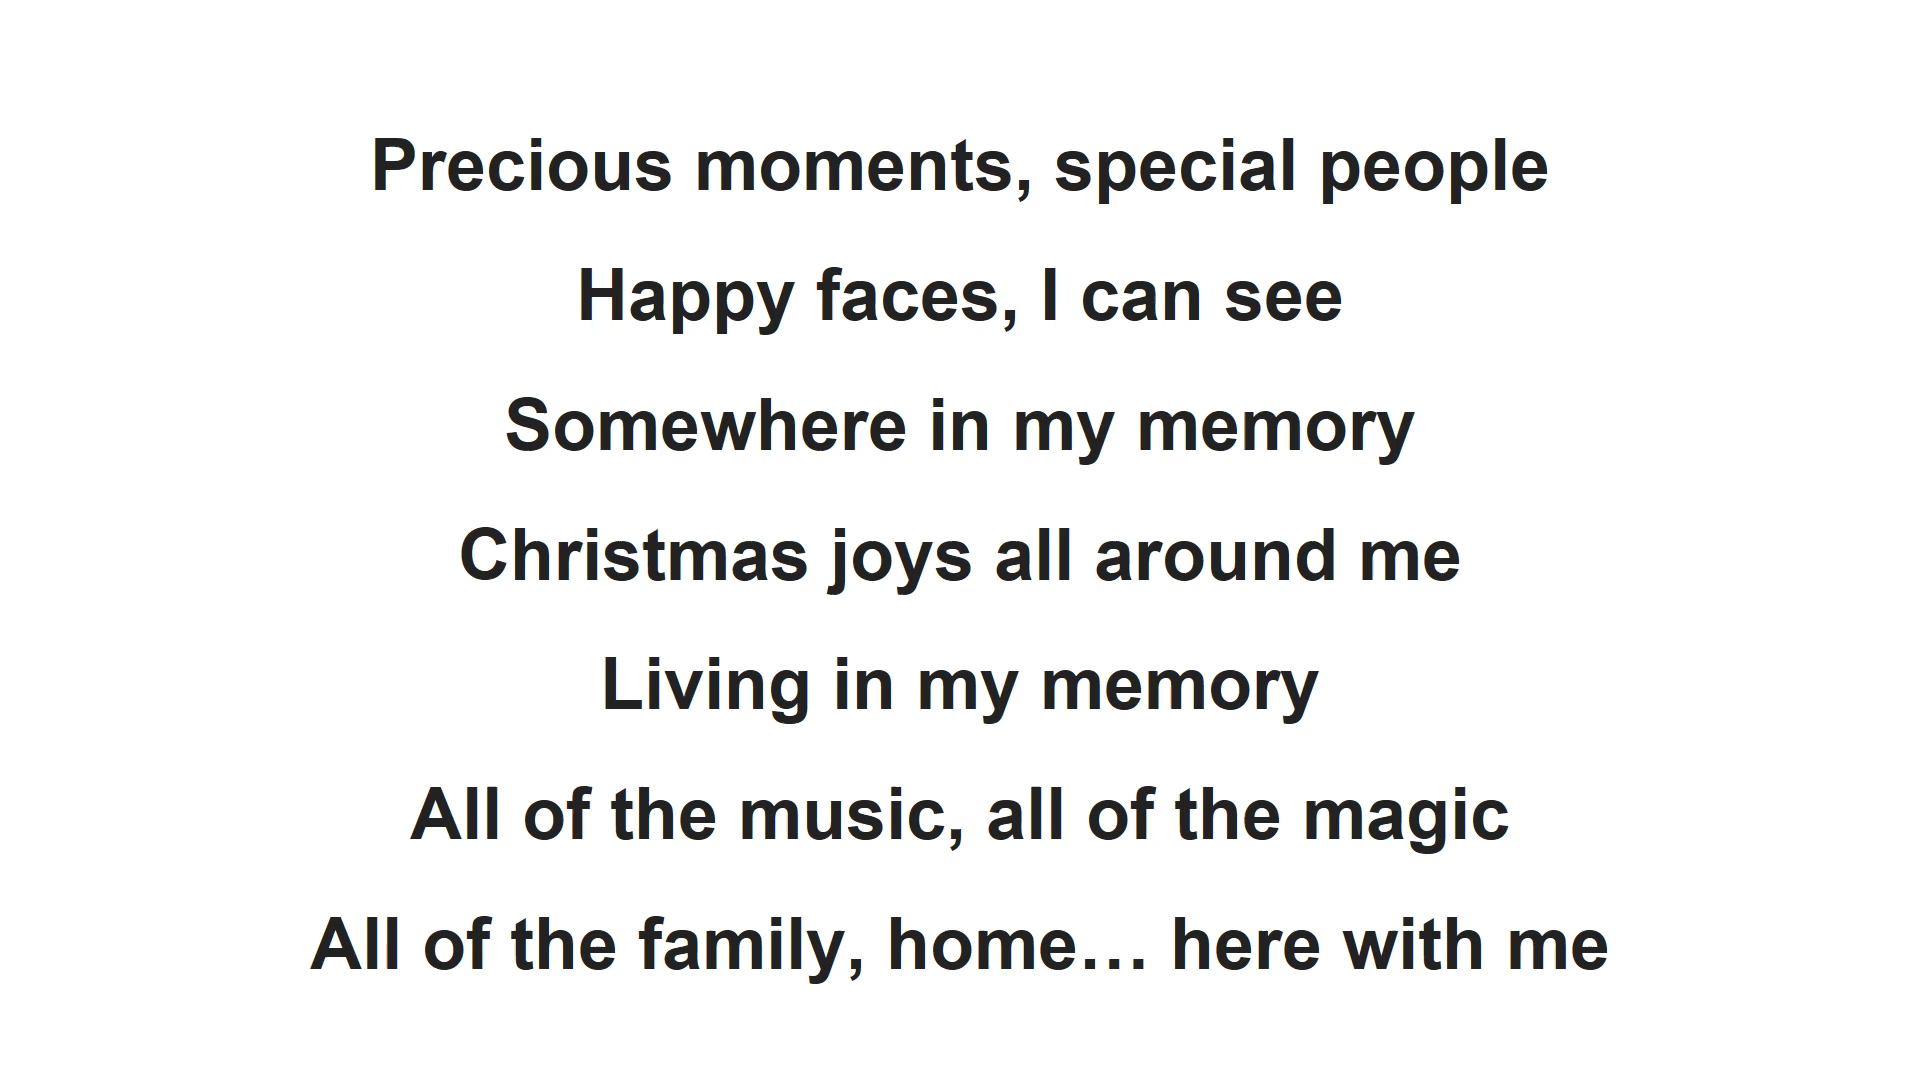 Precious moments, special people
Happy faces, I can see
Somewhere in my memory
Christmas joys all around me
Living in my memory
All of the music, all of the magic
All of the family, home… here with me